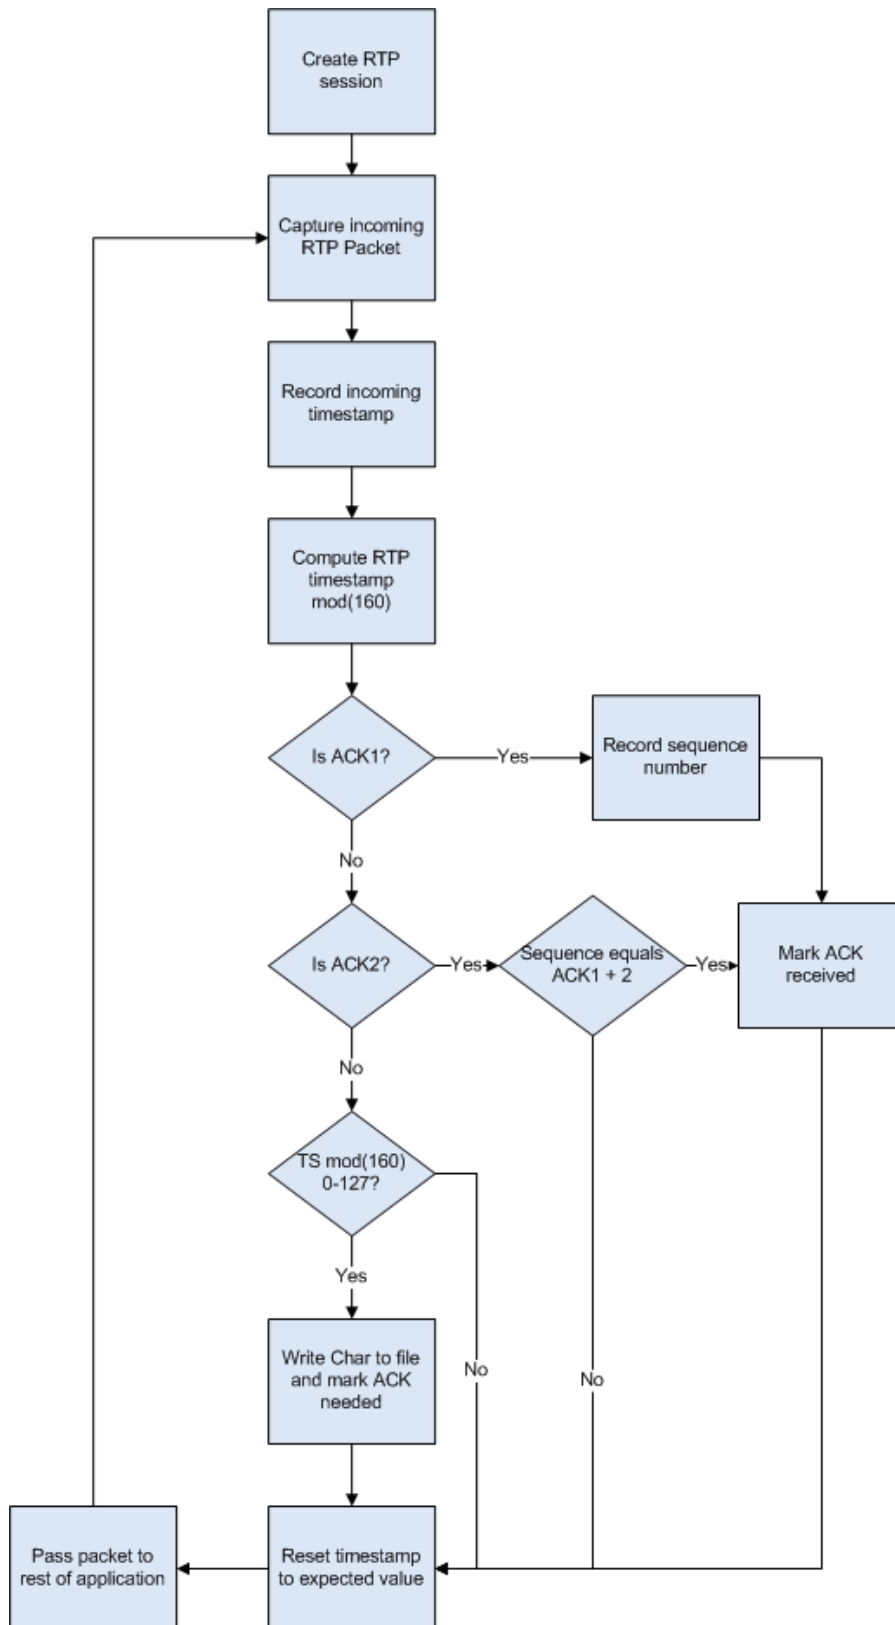 Create RTP
session
Capture incoming
RTP Packet
Record incoming
timestamp
Compute RTP
timestamp
mod(160)
Is ACK1?
Yes
Record sequence
number
No
Is ACK2?
Yes
Sequence equals
ACK1 + 2
Yes
Mark ACK
received
No
TS mod(160)
0-127?
Yes
Write Char to file
and mark ACK
needed
No
No
Pass packet to
rest of application
Reset timestamp
to expected value